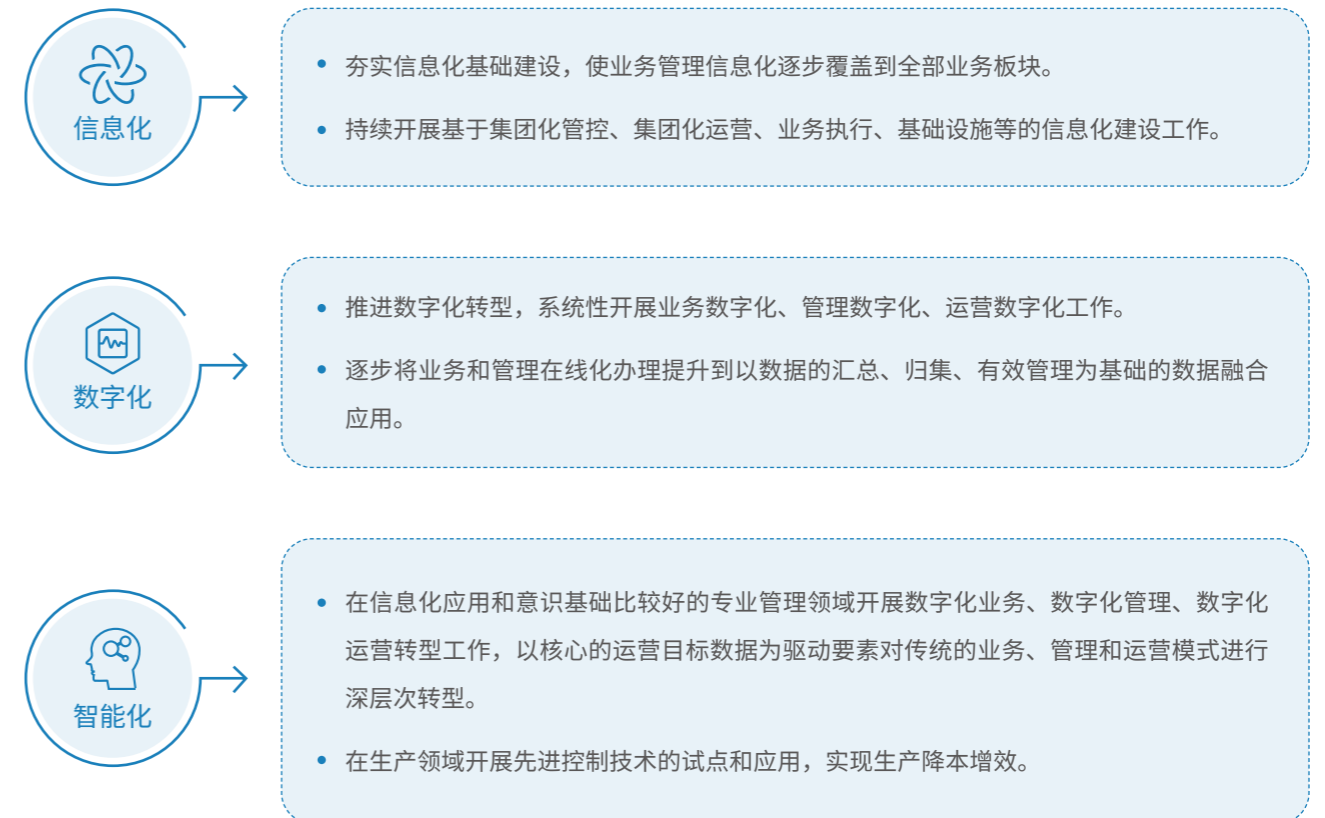 信息化
夯实信息化基础建设，使业务管理信息化逐步覆盖到全部业务板块。
持续开展基于集团化管控、集团化运营、业务执行、基础设施等的信息化建设工作。
数字化
推进数字化转型，系统性开展业务数字化、管理数字化、运营数字化工作。
逐步将业务和管理在线化办理提升到以数据的汇总、归集、有效管理为基础的数据融合
应用。
智能化
在信息化应用和意识基础比较好的专业管理领域开展数字化业务、数字化管理、数字化
运营转型工作，以核心的运营目标数据为驱动要素对传统的业务、管理和运营模式进行
深层次转型。
在生产领域开展先进控制技术的试点和应用，实现生产降本增效。